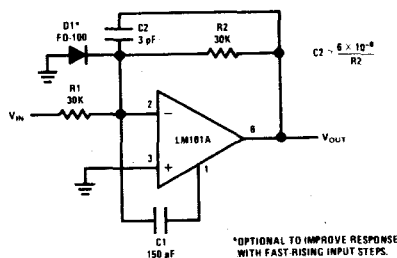 D1*
FD-100
C2
3 pF
R2
30K
C2 ~ 6 × 10⁻⁸
R2
R1
30K
VIN
2
−
LM101A
6
VOUT
3
+
1
C1
150 pF
*OPTIONAL TO IMPROVE RESPONSE
WITH FAST-RISING INPUT STEPS.